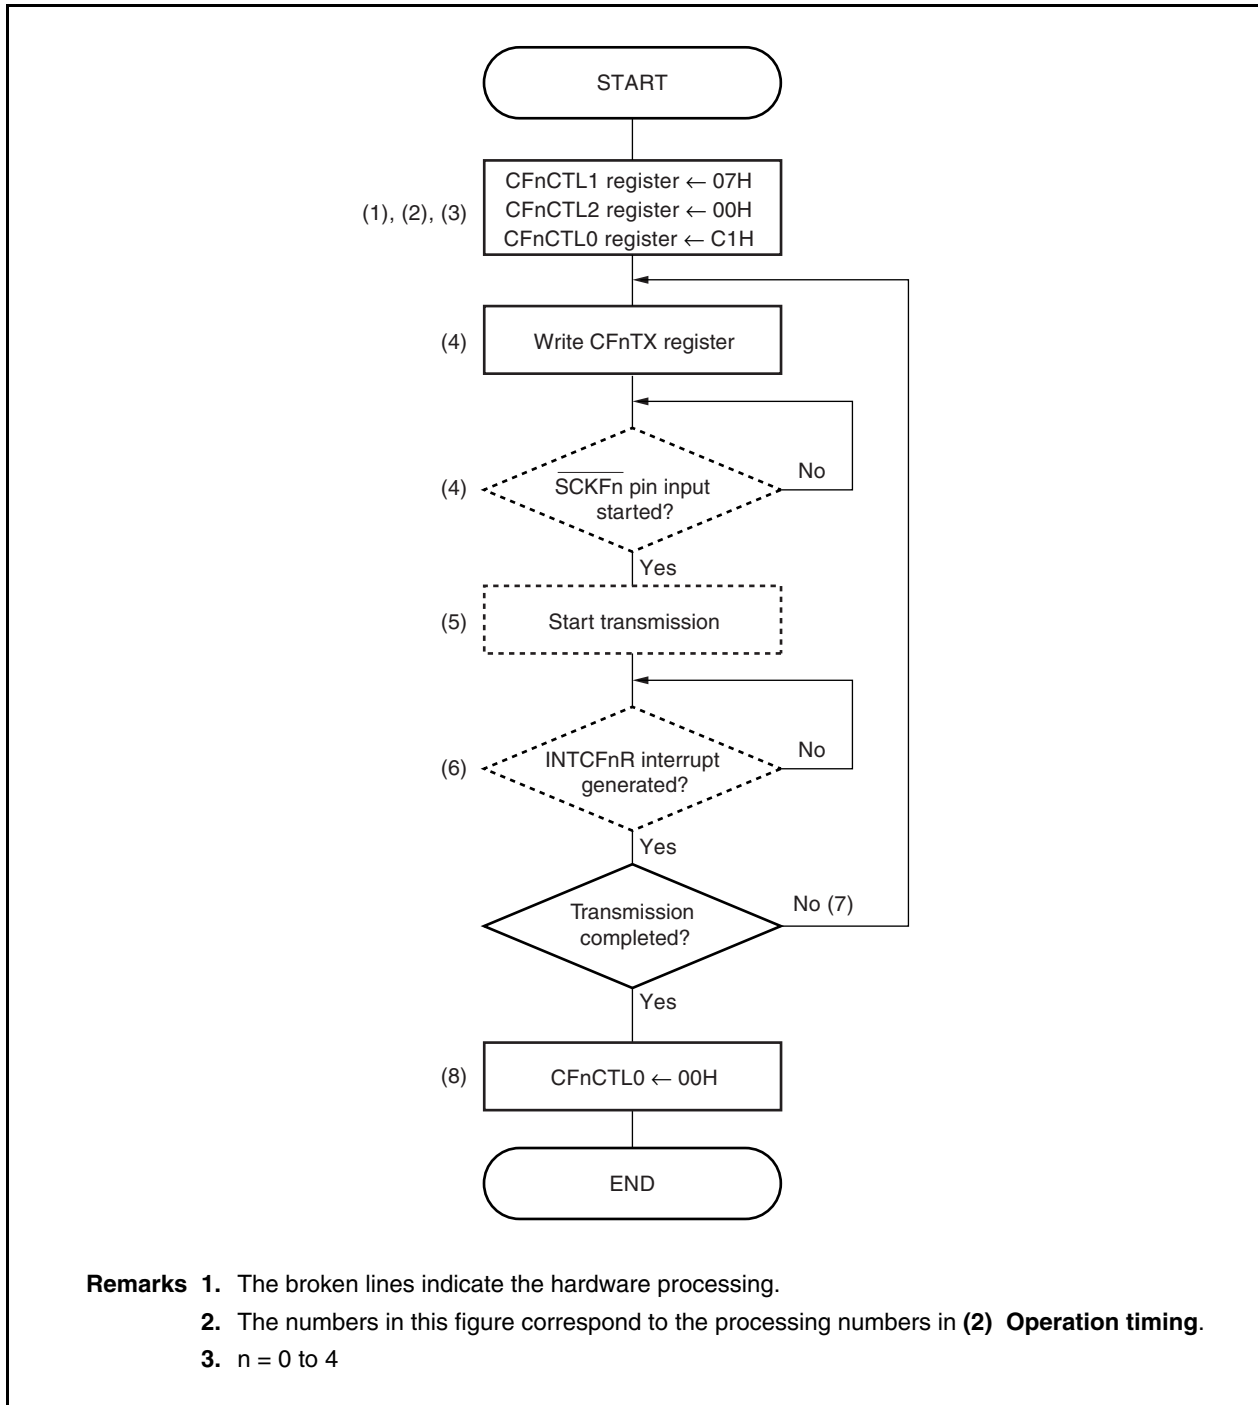 START
CFnCTL1 register ← 07H
(1), (2), (3)
CFnCTL2 register ← 00H
CFnCTL0 register ← C1H
(4)
Write CFnTX register
(4)
SCKFn pin input
started?
No
Yes
(5)
Start transmission
(6)
INTCFnR interrupt
generated?
No
Yes
Transmission
completed?
No (7)
Yes
(8)
CFnCTL0 ← 00H
END
Remarks 1. The broken lines indicate the hardware processing.
2. The numbers in this figure correspond to the processing numbers in (2) Operation timing.
3. n = 0 to 4